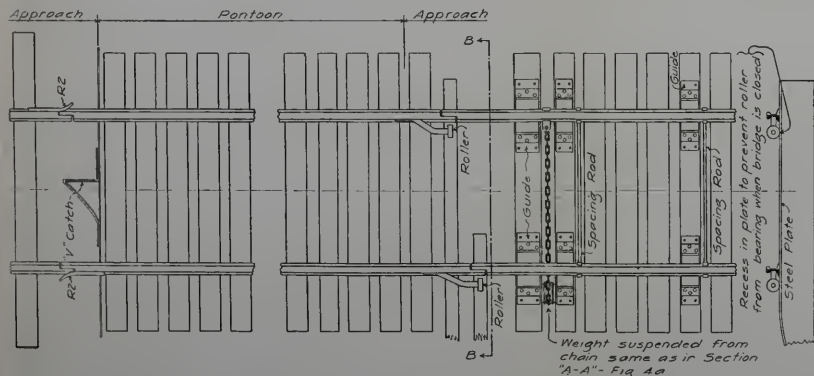 Approach
Pontoon
Approach
B
R2
"V" Catch
R2
Roller
Roller
B
Guide
Spacing Rod
Guide
Spacing Rod
Recess in plate to prevent roller
from bearing when bridge is closed
Steel Plate
Weight suspended from
chain same as in Section
"A-A" - Fig 4a